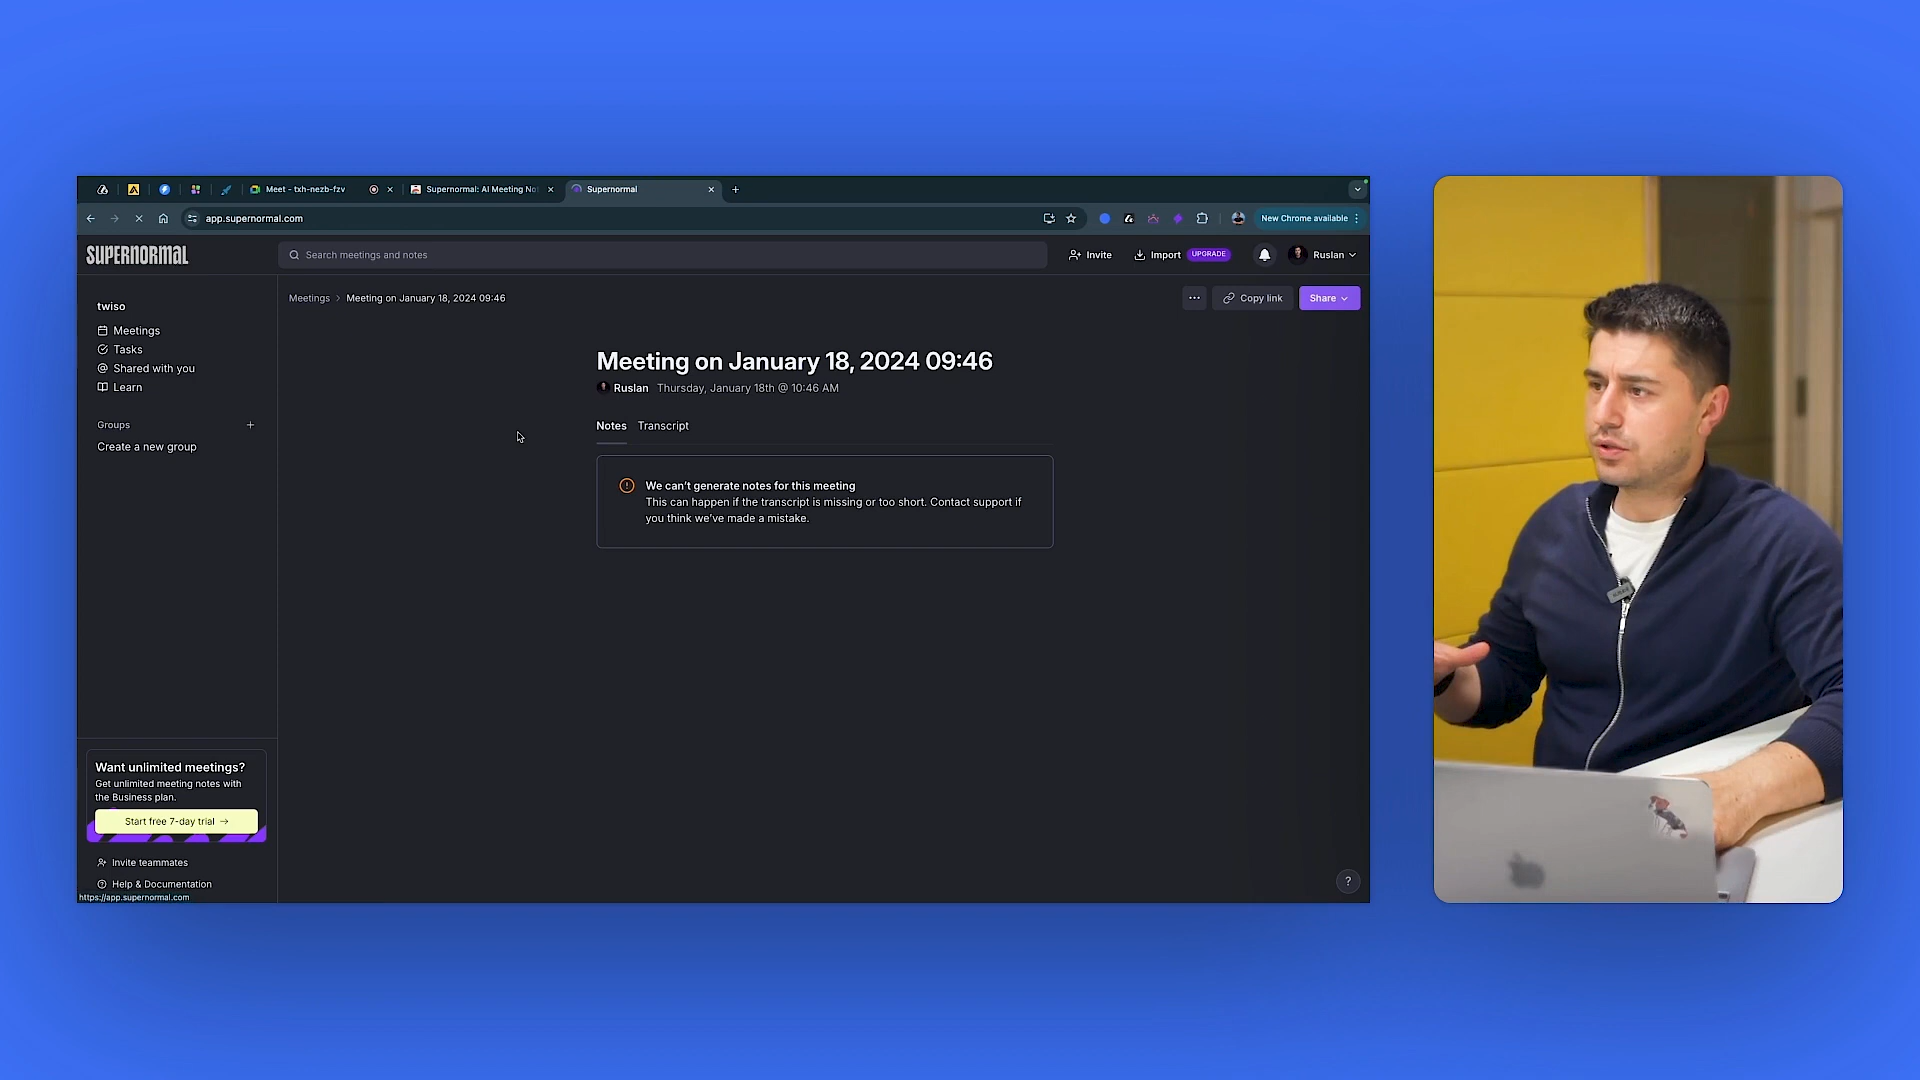 Meet - txh-nezb-fzv
Supernormal: AI Meeting No
Supernormal
app.supernormal.com
New Chrome available
SUPERNORMAL
Search meetings and notes
Invite
Import
UPGRADE
Ruslan
twiso
Meetings
Tasks
Shared with you
Learn
Groups
Create a new group
Meetings > Meeting on January 18, 2024 09:46
Copy link
Share
Meeting on January 18, 2024 09:46
Ruslan Thursday, January 18th @ 10:46 AM
Notes Transcript
We can't generate notes for this meeting
This can happen if the transcript is missing or too short. Contact support if
you think we've made a mistake.
Want unlimited meetings?
Get unlimited meeting notes with
the Business plan.
Start free 7-day trial →
Invite teammates
Help & Documentation
https://app.supernormal.com
?